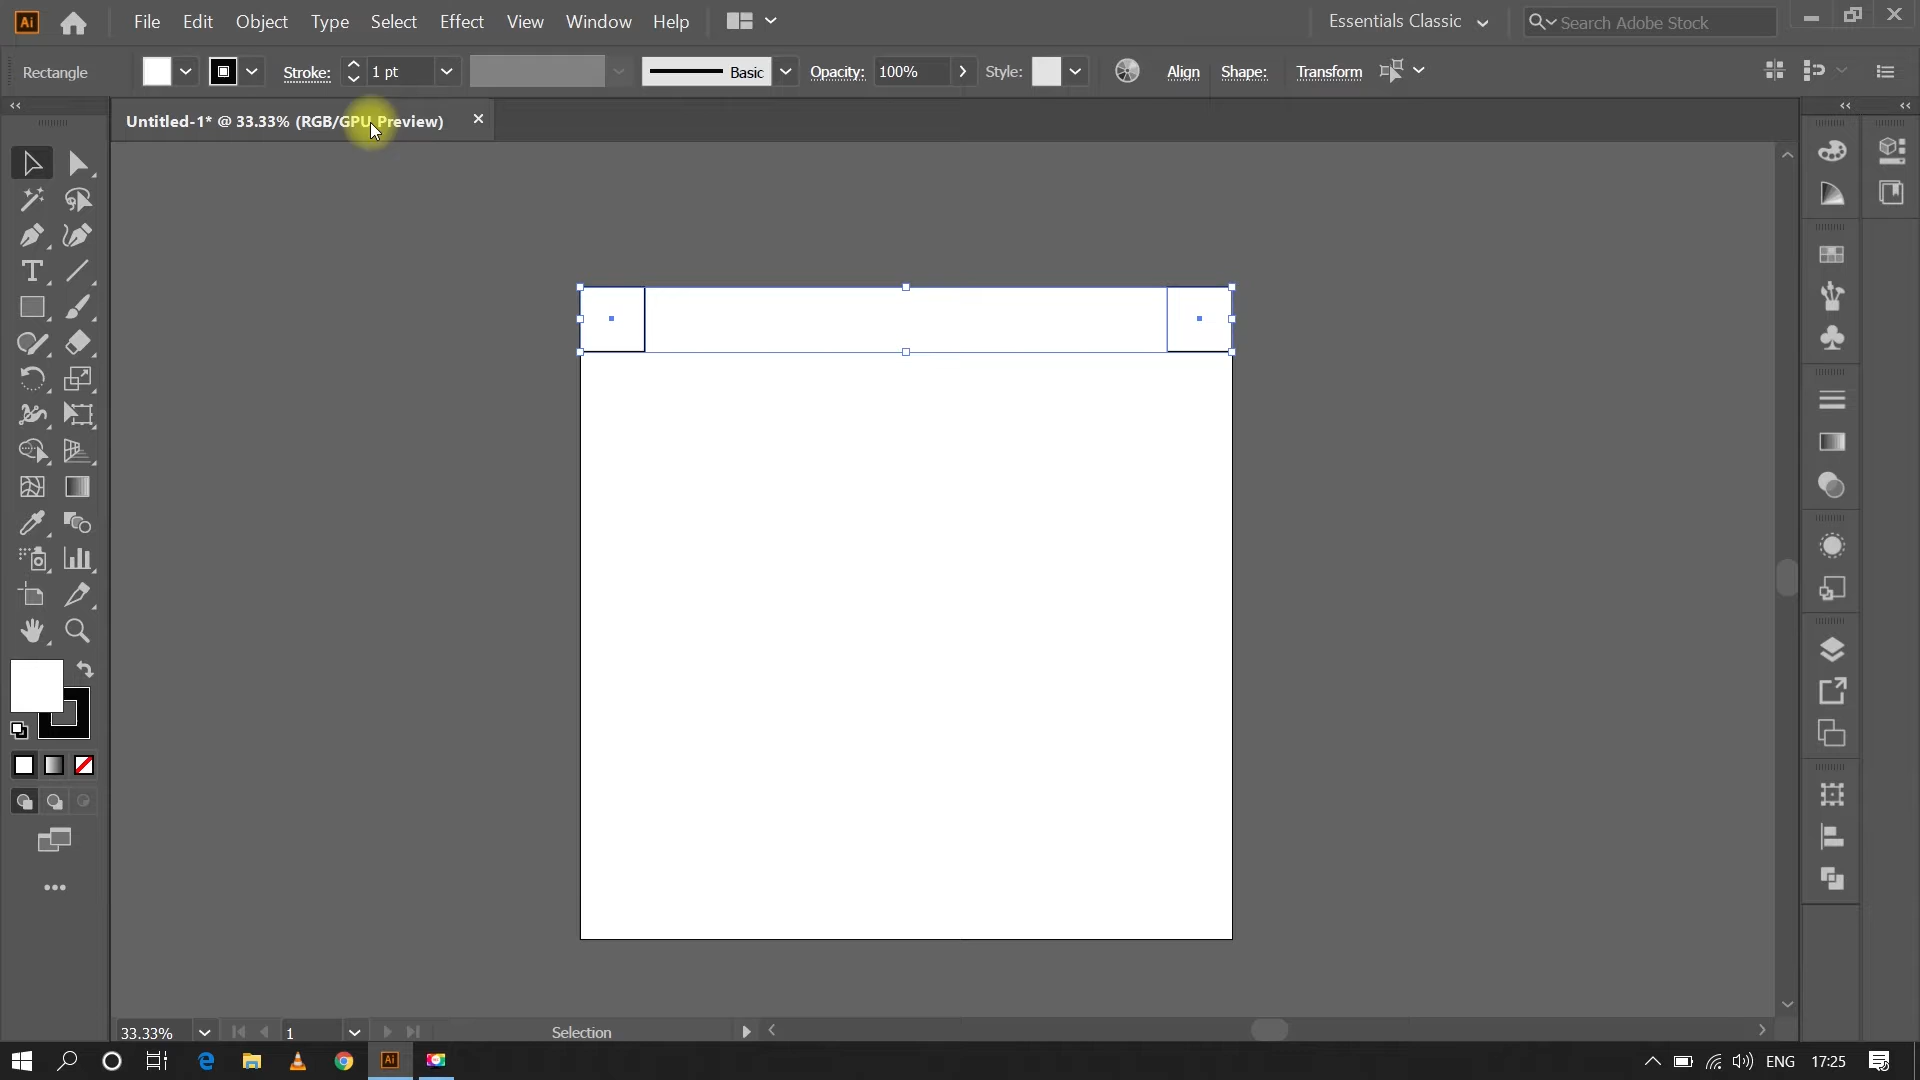 Ai File Edit Object Type Select Effect View Window Help Essentials Classic Search Adobe Stock
Rectangle Stroke: 1 pt Basic Opacity: 100% Style: Align Shape: Transform
Untitled-1* @ 33.33% (RGB/GPU Preview)
T
33.33% 1 Selection
Ai ENG 17:25